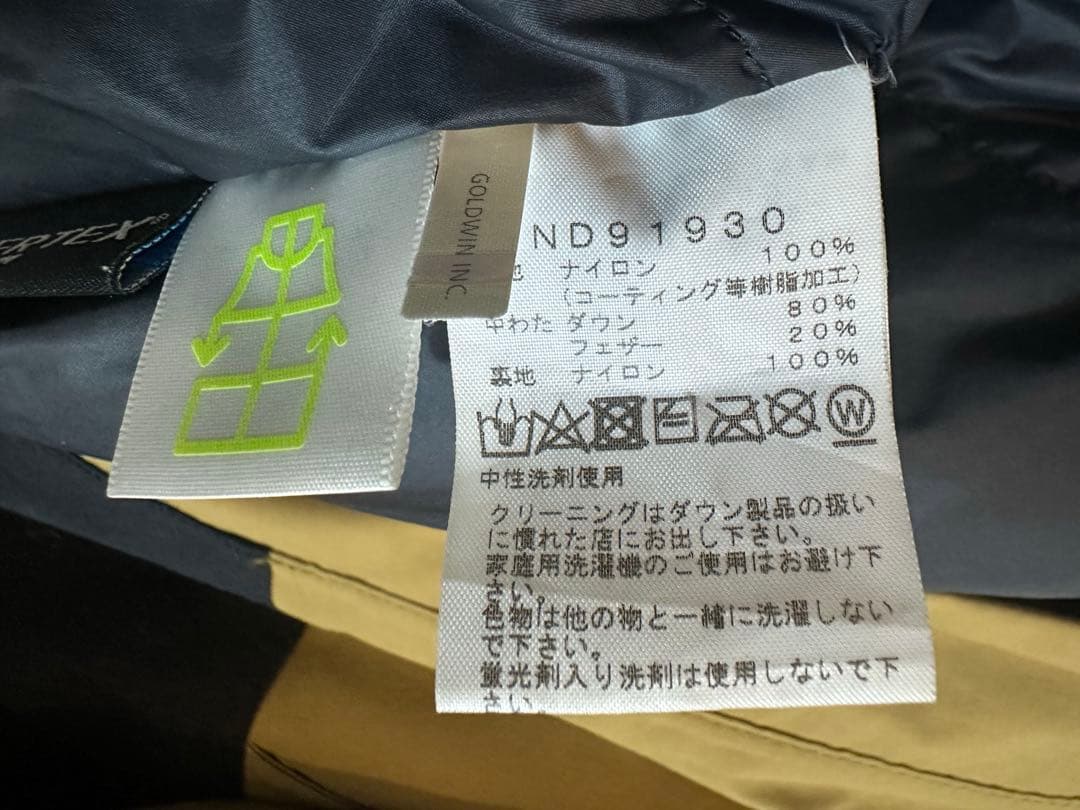 ERTEX®
GOLDWIN INC.
ND91930
地 ナイロン 100%
(コーティング等樹脂加工)
中わた ダウン 80%
フェザー 20%
裏地 ナイロン 100%
W
中性洗剤使用
クリーニングはダウン製品の扱い
に慣れた店にお出し下さい。
家庭用洗濯機のご使用はお避け下
さい。
色物は他の物と一緒に洗濯しない
で下さい。
蛍光剤入り洗剤は使用しないで下
さい